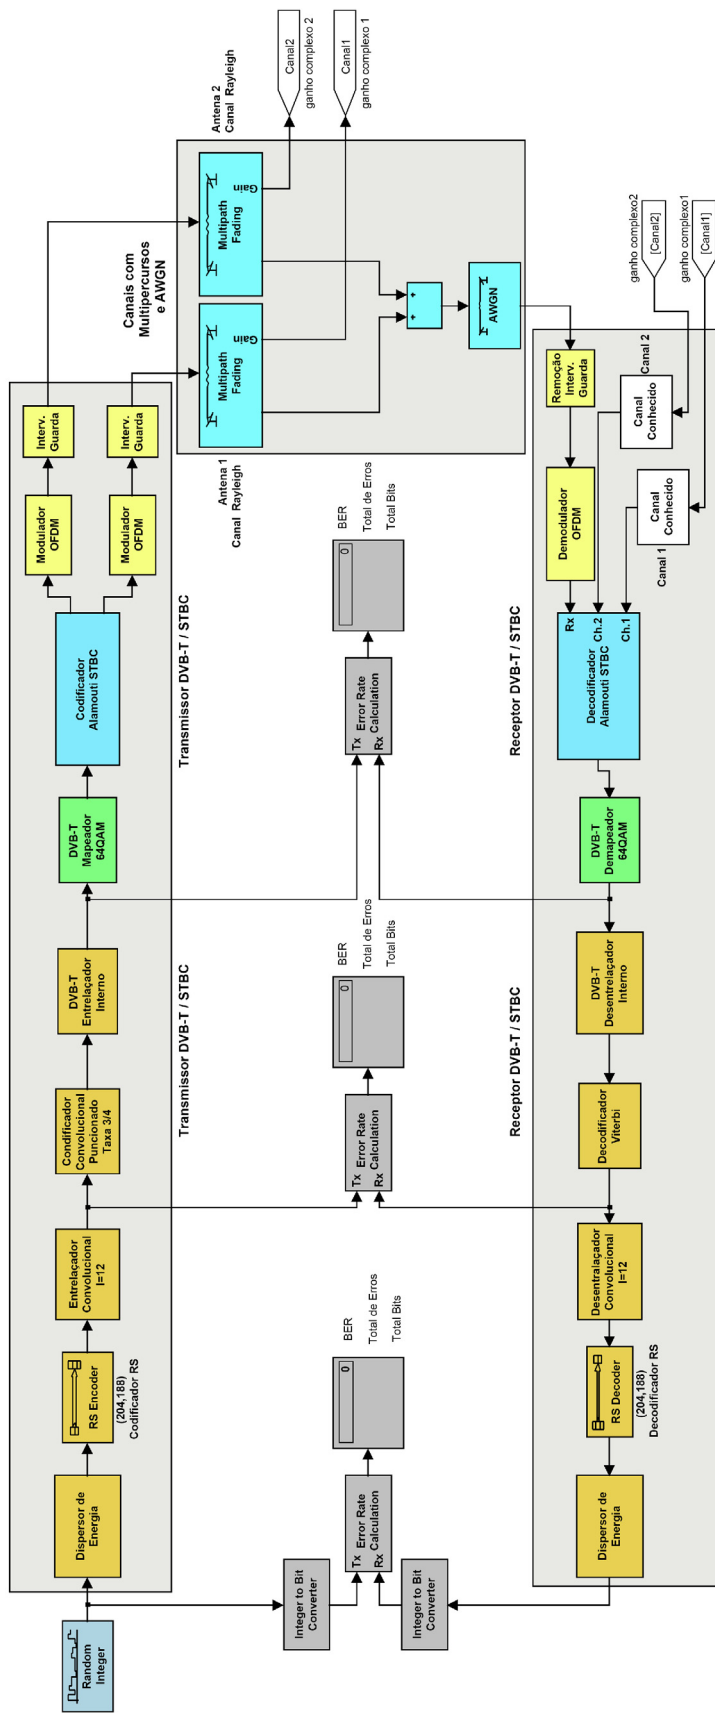 Random
Integer
Dispersor de
Energia
RS Encoder
(204,188)
Codificador RS
Entrelaçador
Convolucional
I=12
Condificador
Convolucional
Puncionado
Taxa 3/4
DVB-T
Entrelaçador
Interno
DVB-T
Mapeador
64QAM
Codificador
Alamouti STBC
Modulador
OFDM
Interv.
Guarda
Modulador
OFDM
Interv.
Guarda
Transmissor DVB-T / STBC
Transmissor DVB-T / STBC
Canais com
Multipercursos
e AWGN
Antena 2
Canal Rayleigh
Multipath
Fading
Gain
Canal2
ganho complexo 2
Multipath
Fading
Gain
Canal1
ganho complexo 1
Antena 1
Canal Rayleigh
+
+
AWGN
Integer to Bit
Converter
Integer to Bit
Converter
Tx
Rx
Error Rate
Calculation
0
BER
Total de Erros
Total Bits
Tx
Rx
Error Rate
Calculation
0
BER
Total de Erros
Total Bits
Tx
Rx
Error Rate
Calculation
0
BER
Total de Erros
Total Bits
Receptor DVB-T / STBC
Receptor DVB-T / STBC
Dispersor de
Energia
RS Decoder
(204,188)
Decodificador RS
Desentralaçador
Convolucional
I=12
Decodificador
Viterbi
DVB-T
Desentrelaçador
Interno
DVB-T
Demapeador
64QAM
Decodificador
Alamouti STBC
Rx
Ch.2
Ch.1
Demodulador
OFDM
Remoção
Interv.
Guarda
Canal
Conhecido
Canal 2
Canal
Conhecido
Canal 1
ganho complexo2
[Canal2]
ganho complexo1
[Canal1]